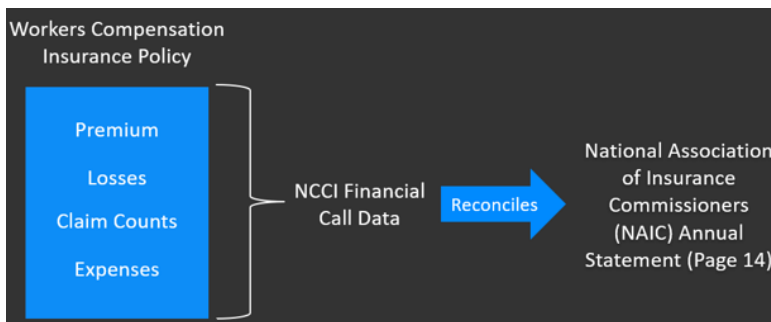 Workers Compensation
Insurance Policy
Premium
Losses
Claim Counts
Expenses
NCCI Financial
Call Data
Reconciles
National Association
of Insurance
Commissioners
(NAIC) Annual
Statement (Page 14)